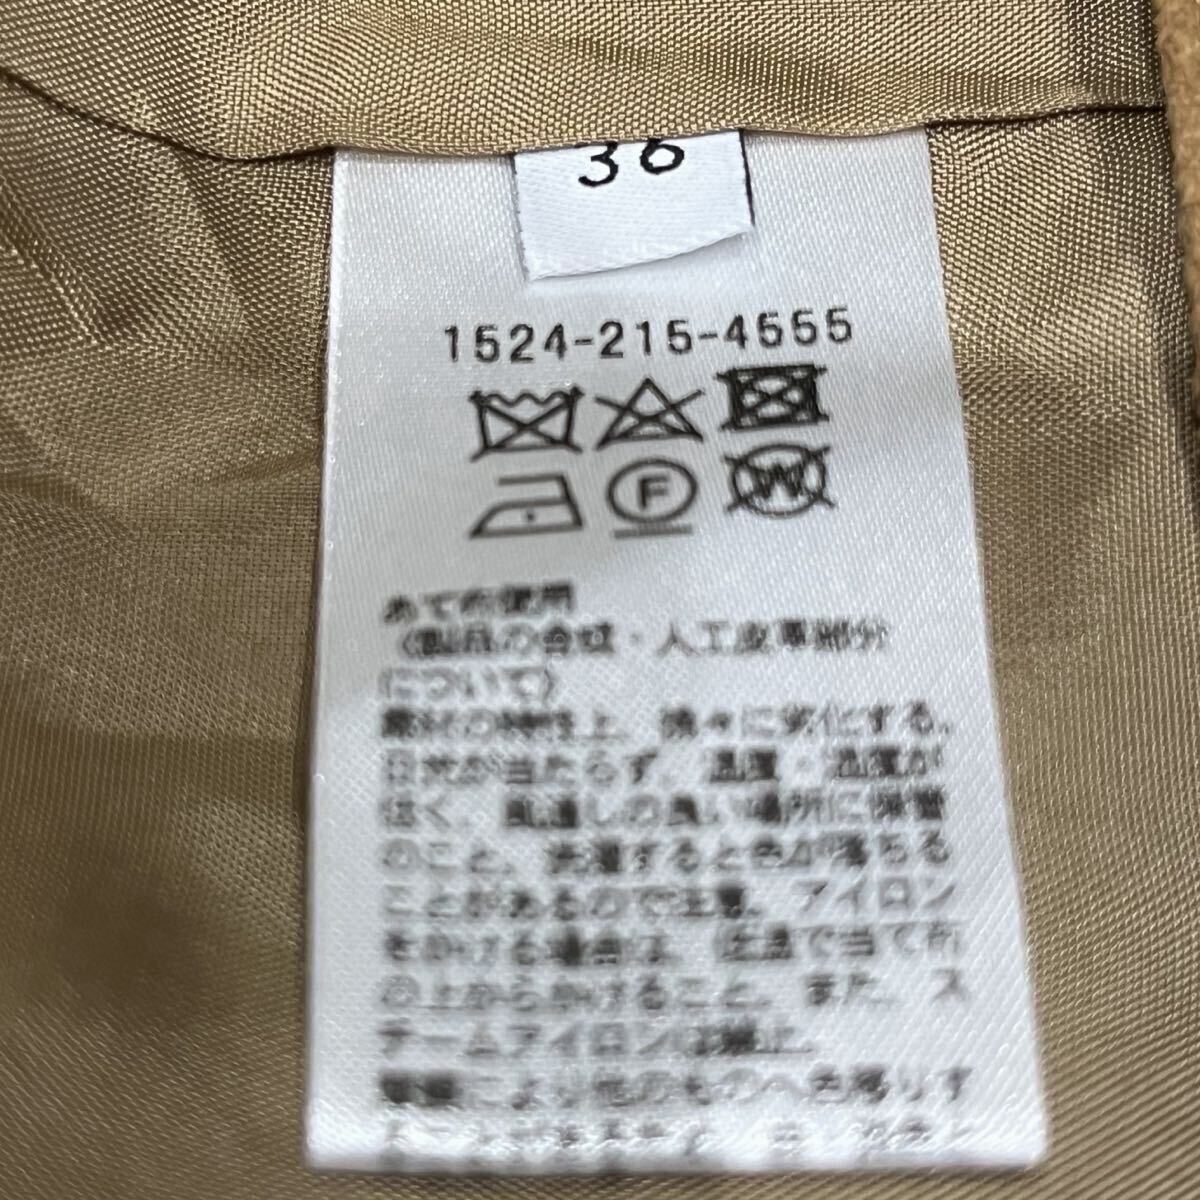 36
1524-215-4555
F
W
あて布使用
〈製品の合成・人工皮革部分
について〉
素材の特性上、換々に劣化する。
日光が当たらず、温度・湿度が
低く、風通しの良い場所に保管
のこと。洗濯すると色が落ちる
ことがあるので注意。アイロン
をかける場合は、低温で当て布
の上からかけること。また、ス
チームアイロンは禁止。
により他のものへ色移りす